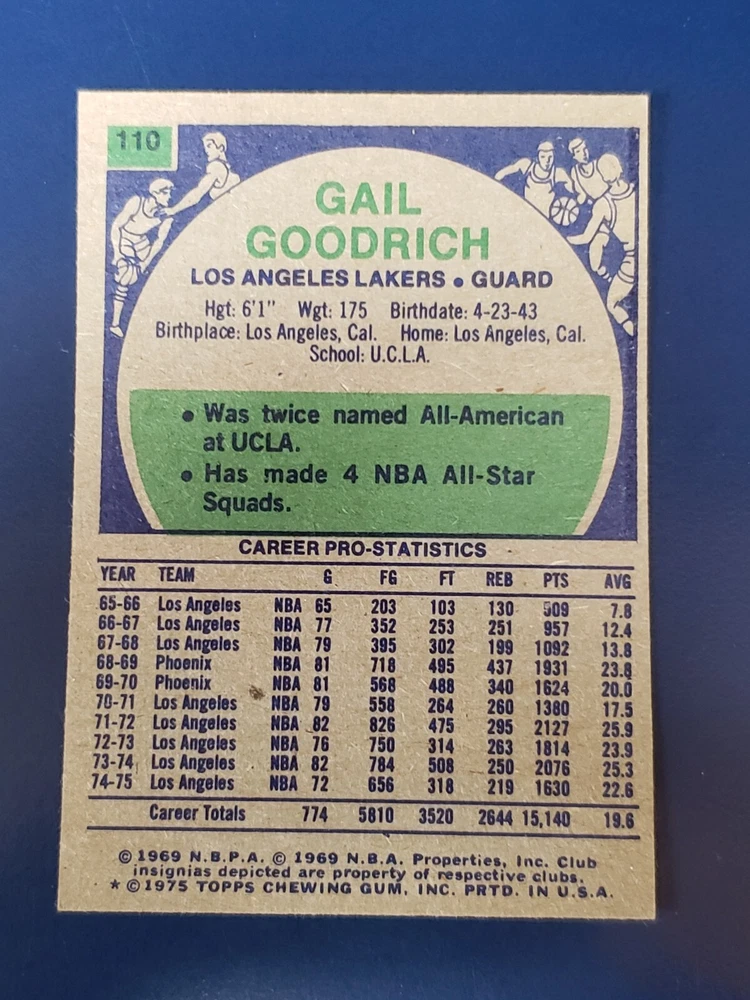 110
GAIL
GOODRICH
LOS ANGELES LAKERS • GUARD
Hgt: 6'1" Wgt: 175 Birthdate: 4-23-43
Birthplace: Los Angeles, Cal. Home: Los Angeles, Cal.
School: U.C.L.A.
• Was twice named All-American
at UCLA.
• Has made 4 NBA All-Star
Squads.
CAREER PRO-STATISTICS
YEAR TEAM G FG FT REB PTS AVG
65-66 Los Angeles NBA 65 203 103 130 509 7.8
66-67 Los Angeles NBA 77 352 253 251 957 12.4
67-68 Los Angeles NBA 79 395 302 199 1092 13.8
68-69 Phoenix NBA 81 718 495 437 1931 23.8
69-70 Phoenix NBA 81 568 488 340 1624 20.0
70-71 Los Angeles NBA 79 558 264 260 1380 17.5
71-72 Los Angeles NBA 82 826 475 295 2127 25.9
72-73 Los Angeles NBA 76 750 314 263 1814 23.9
73-74 Los Angeles NBA 82 784 508 250 2076 25.3
74-75 Los Angeles NBA 72 656 318 219 1630 22.6
Career Totals 774 5810 3520 2644 15,140 19.6
© 1969 N.B.P.A. © 1969 N.B.A. Properties, Inc. Club
insignias depicted are property of respective clubs.
* © 1975 TOPPS CHEWING GUM, INC. PRTD. IN U.S.A.